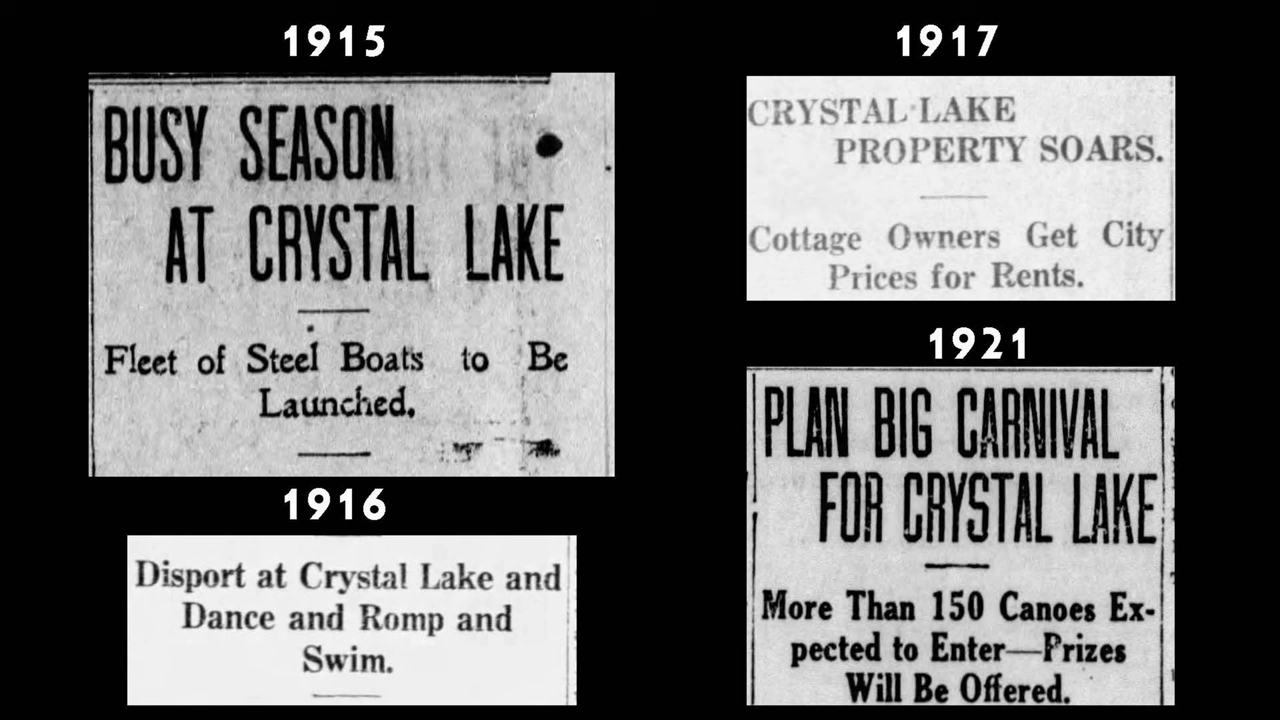 1915
BUSY SEASON
AT CRYSTAL LAKE
Fleet of Steel Boats to Be
Launched.
1916
Disport at Crystal Lake and
Dance and Romp and
Swim.
1917
CRYSTAL LAKE
PROPERTY SOARS.
Cottage Owners Get City
Prices for Rents.
1921
PLAN BIG CARNIVAL
FOR CRYSTAL LAKE
More Than 150 Canoes Ex-
pected to Enter—Prizes
Will Be Offered.